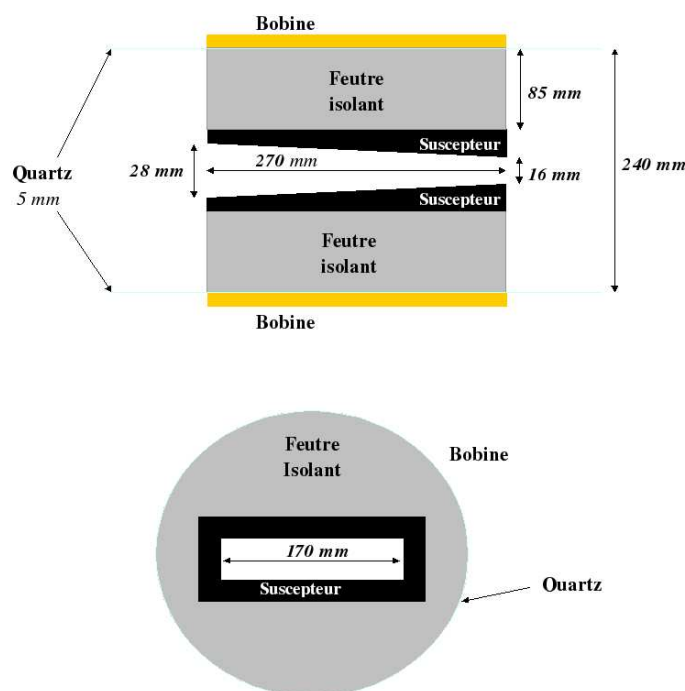 Bobine
Feutre
isolant
85 mm
Suscepteur
Quartz
5 mm
28 mm
270 mm
16 mm
240 mm
Suscepteur
Feutre
isolant
Bobine
Feutre
Isolant
Bobine
170 mm
Suscepteur
Quartz